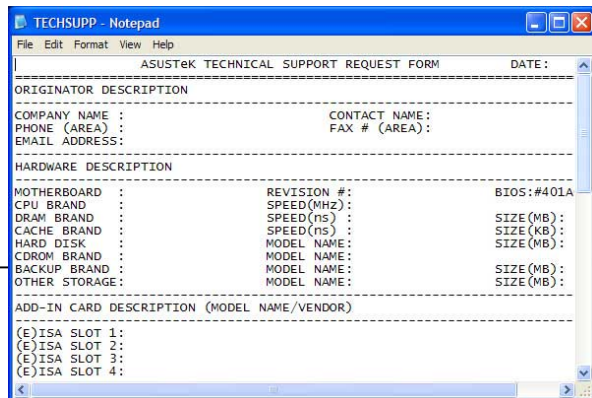 TECHSUPP - Notepad
File Edit Format View Help
ASUSTeK TECHNICAL SUPPORT REQUEST FORM DATE:
================================================================================
ORIGINATOR DESCRIPTION
--------------------------------------------------------------------------------
COMPANY NAME : CONTACT NAME:
PHONE (AREA) : FAX # (AREA):
EMAIL ADDRESS:
--------------------------------------------------------------------------------
HARDWARE DESCRIPTION
--------------------------------------------------------------------------------
MOTHERBOARD : REVISION #: BIOS:#401A
CPU BRAND : SPEED(MHz):
DRAM BRAND : SPEED(ns) : SIZE(MB):
CACHE BRAND : SPEED(ns) : SIZE(KB):
HARD DISK : MODEL NAME: SIZE(MB):
CDROM BRAND : MODEL NAME:
BACKUP BRAND : MODEL NAME: SIZE(MB):
OTHER STORAGE: MODEL NAME: SIZE(MB):
--------------------------------------------------------------------------------
ADD-IN CARD DESCRIPTION (MODEL NAME/VENDOR)
--------------------------------------------------------------------------------
(E)ISA SLOT 1:
(E)ISA SLOT 2:
(E)ISA SLOT 3:
(E)ISA SLOT 4: